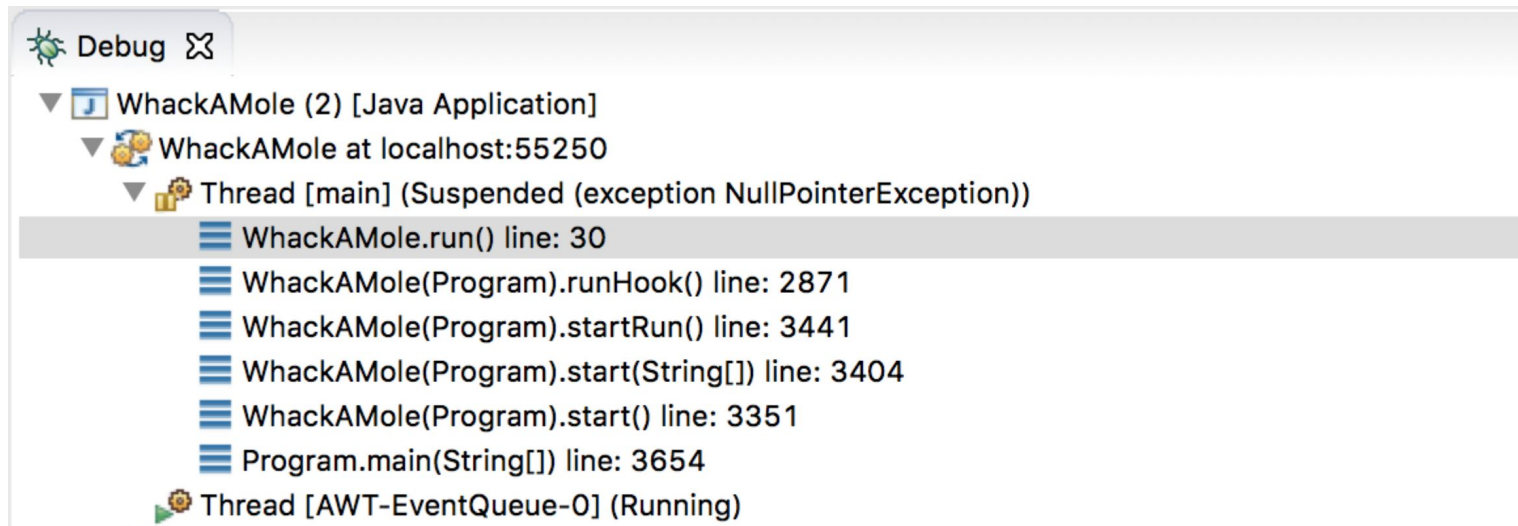 Debug
WhackAMole (2) [Java Application]
WhackAMole at localhost:55250
Thread [main] (Suspended (exception NullPointerException))
WhackAMole.run() line: 30
WhackAMole(Program).runHook() line: 2871
WhackAMole(Program).startRun() line: 3441
WhackAMole(Program).start(String[]) line: 3404
WhackAMole(Program).start() line: 3351
Program.main(String[]) line: 3654
Thread [AWT-EventQueue-0] (Running)